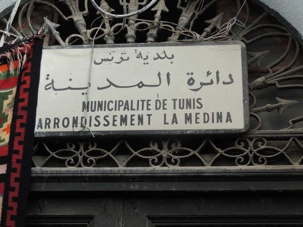 بلدية تونس
دائرة المدينة
MUNICIPALITE de TUNIS
ARRONDISSEMENT LA MEDINA